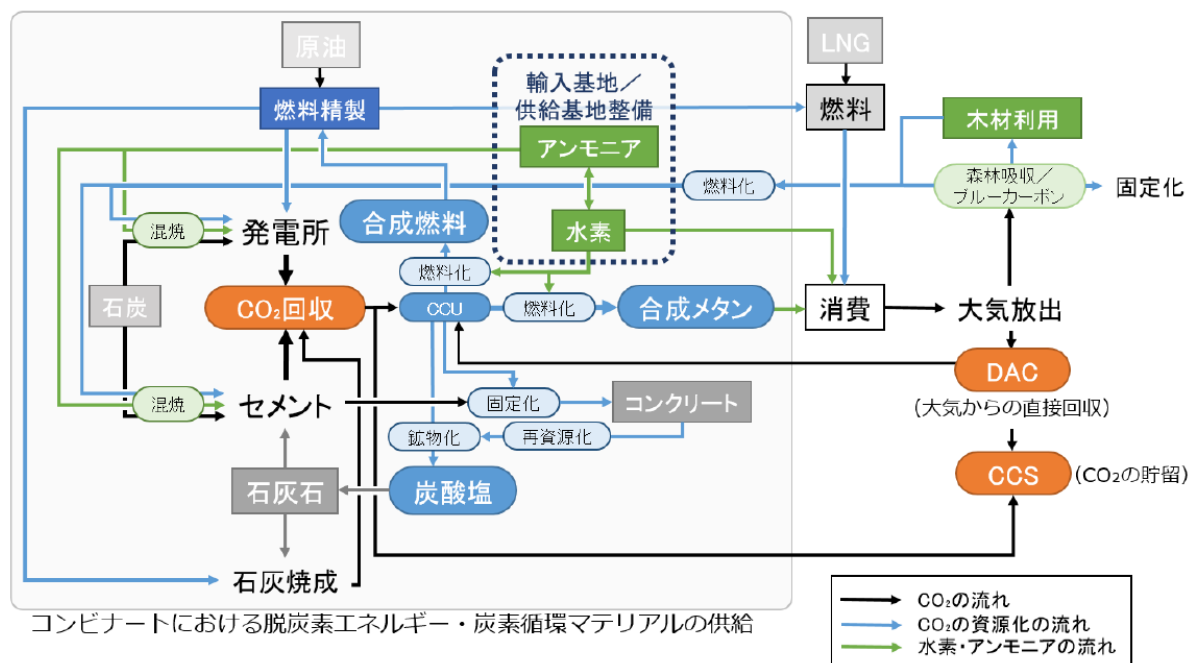 原油
LNG
輸入基地／
供給基地整備
燃料精製
燃料
木材利用
アンモニア
森林吸収／
ブルーカーボン
燃料化
固定化
混焼
発電所
合成燃料
水素
燃料化
石炭
CO₂回収
CCU
燃料化
合成メタン
消費
大気放出
DAC
(大気からの直接回収)
混焼
セメント
固定化
コンクリート
鉱物化
再資源化
CCS
(CO₂の貯留)
石灰石
炭酸塩
石灰焼成
コンビナートにおける脱炭素エネルギー・炭素循環マテリアルの供給
CO₂の流れ
CO₂の資源化の流れ
水素・アンモニアの流れ